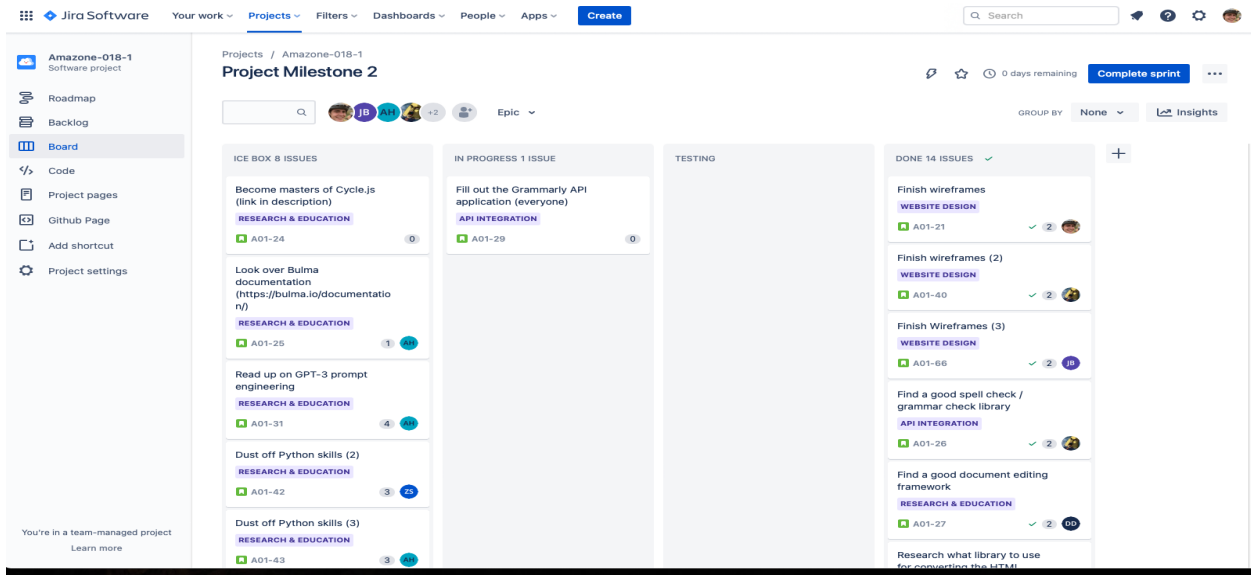 Jira Software
Your work
Projects
Filters
Dashboards
People
Apps
Create
Search
Amazone-018-1
Software project
Roadmap
Backlog
Board
Code
Project pages
Github Page
Add shortcut
Project settings
You're in a team-managed project
Learn more
Projects / Amazone-018-1
Project Milestone 2
0 days remaining
Complete sprint
JB
AH
+2
Epic
GROUP BY
None
Insights
ICE BOX 8 ISSUES
Become masters of Cycle.js
(link in description)
RESEARCH & EDUCATION
A01-24
0
Look over Bulma
documentation
(https://bulma.io/documentatio
n/)
RESEARCH & EDUCATION
A01-25
1
AH
Read up on GPT-3 prompt
engineering
RESEARCH & EDUCATION
A01-31
4
AH
Dust off Python skills (2)
RESEARCH & EDUCATION
A01-42
3
ZS
Dust off Python skills (3)
RESEARCH & EDUCATION
A01-43
3
AH
IN PROGRESS 1 ISSUE
Fill out the Grammarly API
application (everyone)
API INTEGRATION
A01-29
0
TESTING
DONE 14 ISSUES
Finish wireframes
WEBSITE DESIGN
A01-21
2
Finish wireframes (2)
WEBSITE DESIGN
A01-40
2
Finish Wireframes (3)
WEBSITE DESIGN
A01-66
2
JB
Find a good spell check /
grammar check library
API INTEGRATION
A01-26
2
Find a good document editing
framework
RESEARCH & EDUCATION
A01-27
2
DD
Research what library to use
for converting the HTML